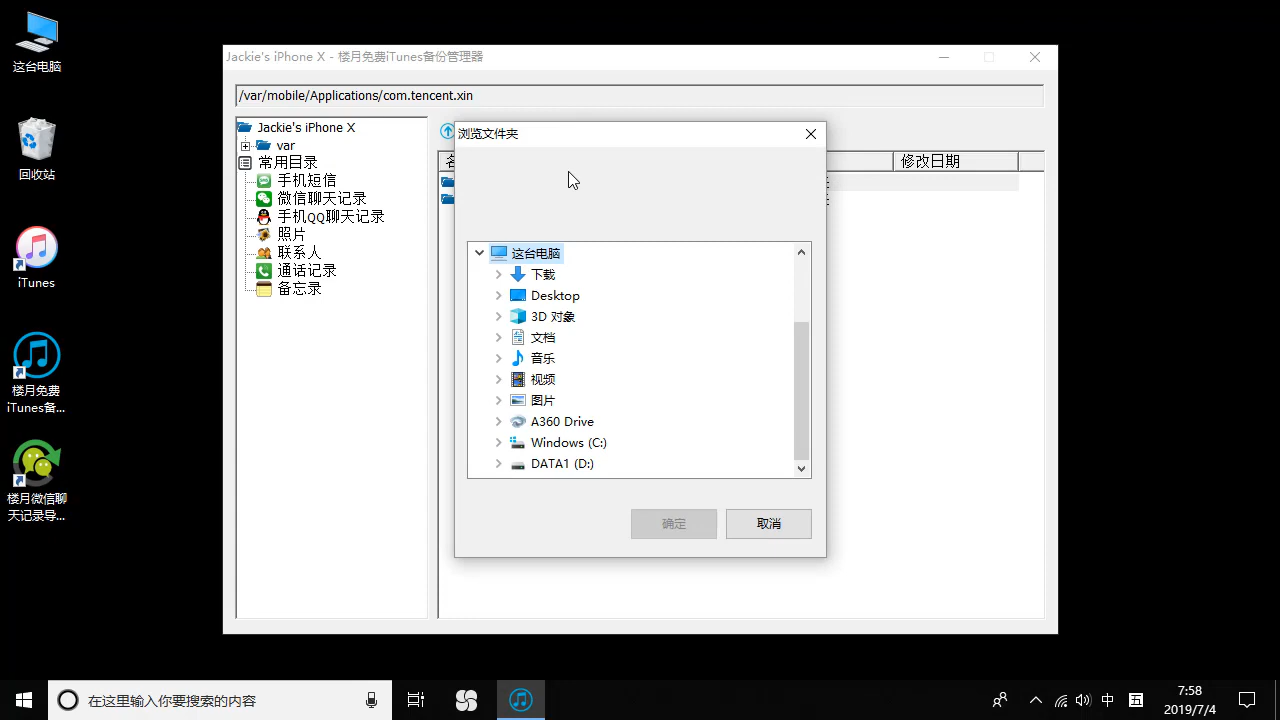 这台电脑
回收站
iTunes
楼月免费
iTunes备...
楼月微信聊
天记录导...
Jackie's iPhone X - 楼月免费iTunes备份管理器
/var/mobile/Applications/com.tencent.xin
Jackie's iPhone X
var
常用目录
手机短信
微信聊天记录
手机QQ聊天记录
照片
联系人
通话记录
备忘录
修改日期
浏览文件夹
这台电脑
下载
Desktop
3D 对象
文档
音乐
视频
图片
A360 Drive
Windows (C:)
DATA1 (D:)
确定
取消
在这里输入你要搜索的内容
中
五
7:58
2019/7/4